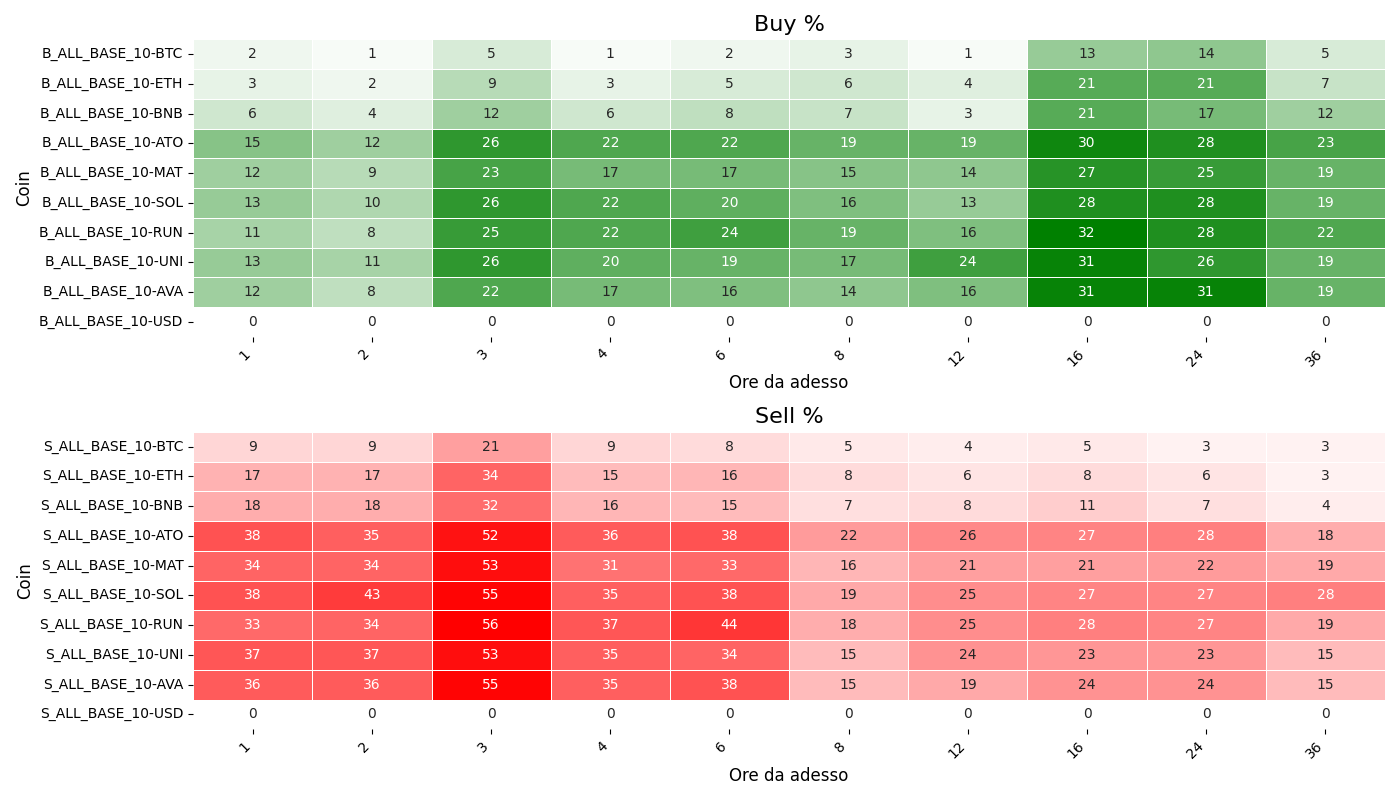 Buy %
Coin
B_ALL_BASE_10-BTC 2 1 5 1 2 3 1 13 14 5
B_ALL_BASE_10-ETH 3 2 9 3 5 6 4 21 21 7
B_ALL_BASE_10-BNB 6 4 12 6 8 7 3 21 17 12
B_ALL_BASE_10-ATO 15 12 26 22 22 19 19 30 28 23
B_ALL_BASE_10-MAT 12 9 23 17 17 15 14 27 25 19
B_ALL_BASE_10-SOL 13 10 26 22 20 16 13 28 28 19
B_ALL_BASE_10-RUN 11 8 25 22 24 19 16 32 28 22
B_ALL_BASE_10-UNI 13 11 26 20 19 17 24 31 26 19
B_ALL_BASE_10-AVA 12 8 22 17 16 14 16 31 31 19
B_ALL_BASE_10-USD 0 0 0 0 0 0 0 0 0 0
1 2 3 4 6 8 12 16 24 36
Ore da adesso
Sell %
Coin
S_ALL_BASE_10-BTC 9 9 21 9 8 5 4 5 3 3
S_ALL_BASE_10-ETH 17 17 34 15 16 8 6 8 6 3
S_ALL_BASE_10-BNB 18 18 32 16 15 7 8 11 7 4
S_ALL_BASE_10-ATO 38 35 52 36 38 22 26 27 28 18
S_ALL_BASE_10-MAT 34 34 53 31 33 16 21 21 22 19
S_ALL_BASE_10-SOL 38 43 55 35 38 19 25 27 27 28
S_ALL_BASE_10-RUN 33 34 56 37 44 18 25 28 27 19
S_ALL_BASE_10-UNI 37 37 53 35 34 15 24 23 23 15
S_ALL_BASE_10-AVA 36 36 55 35 38 15 19 24 24 15
S_ALL_BASE_10-USD 0 0 0 0 0 0 0 0 0 0
1 2 3 4 6 8 12 16 24 36
Ore da adesso